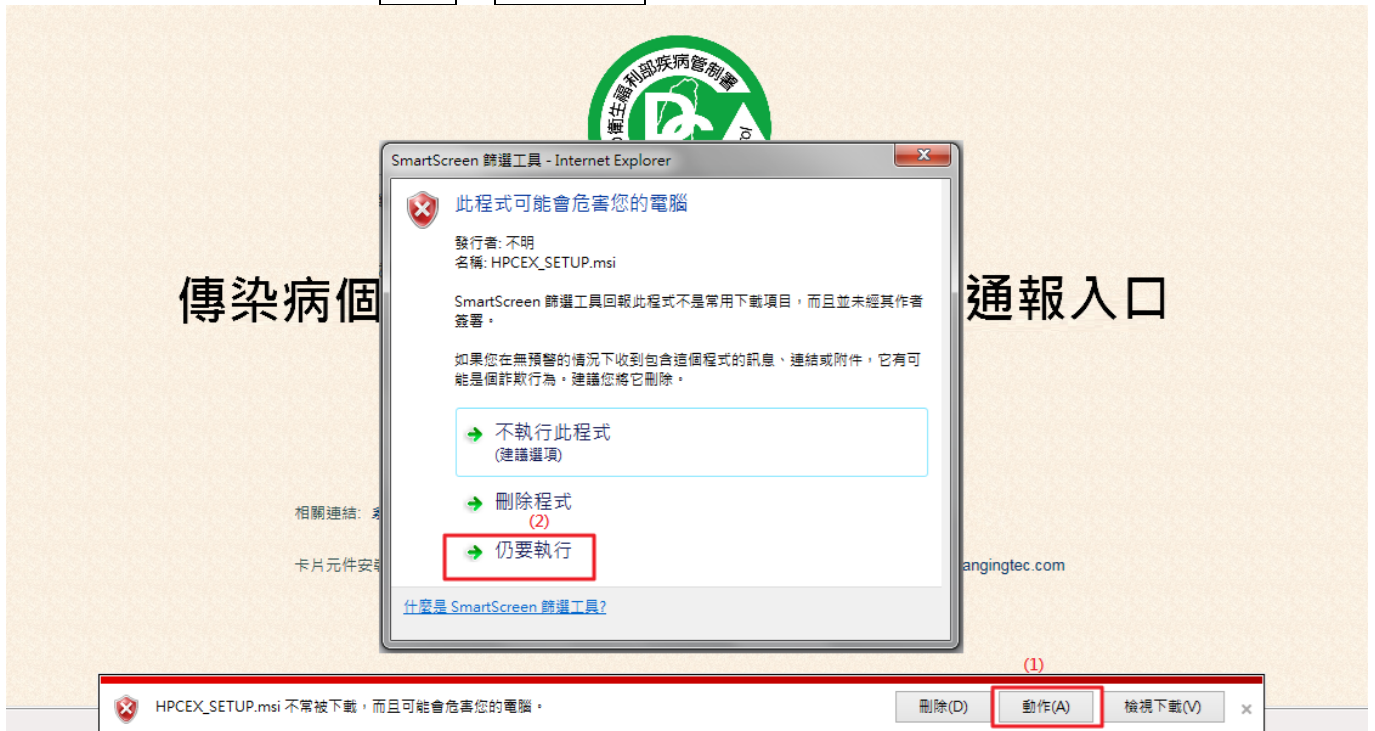 衛生福利部疾病管制署
SmartScreen 篩選工具 - Internet Explorer
此程式可能會危害您的電腦
發行者: 不明
名稱: HPCEX_SETUP.msi
傳染病個
通報入口
SmartScreen 篩選工具回報此程式不是常用下載項目，而且並未經其作者
簽署。
如果您在無預警的情況下收到包含這個程式的訊息、連結或附件，它有可
能是個詐欺行為。建議您將它刪除。
不執行此程式
(建議選項)
相關連結:
刪除程式
(2)
仍要執行
卡片元件安
angingtec.com
什麼是 SmartScreen 篩選工具?
(1)
HPCEX_SETUP.msi 不常被下載，而且可能會危害您的電腦。
刪除(D)
動作(A)
檢視下載(V)